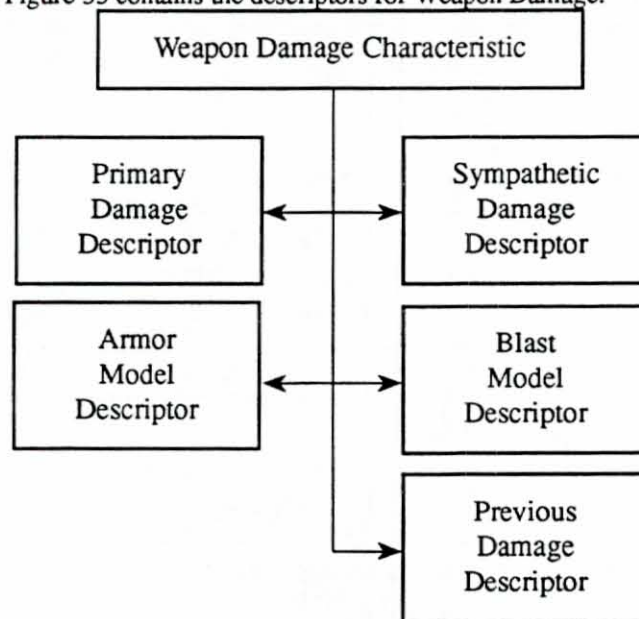 Figure 33 contains the descriptors for Weapon Damage.
Weapon Damage Characteristic
Primary
Damage
Descriptor
Sympathetic
Damage
Descriptor
Armor
Model
Descriptor
Blast
Model
Descriptor
Previous
Damage
Descriptor